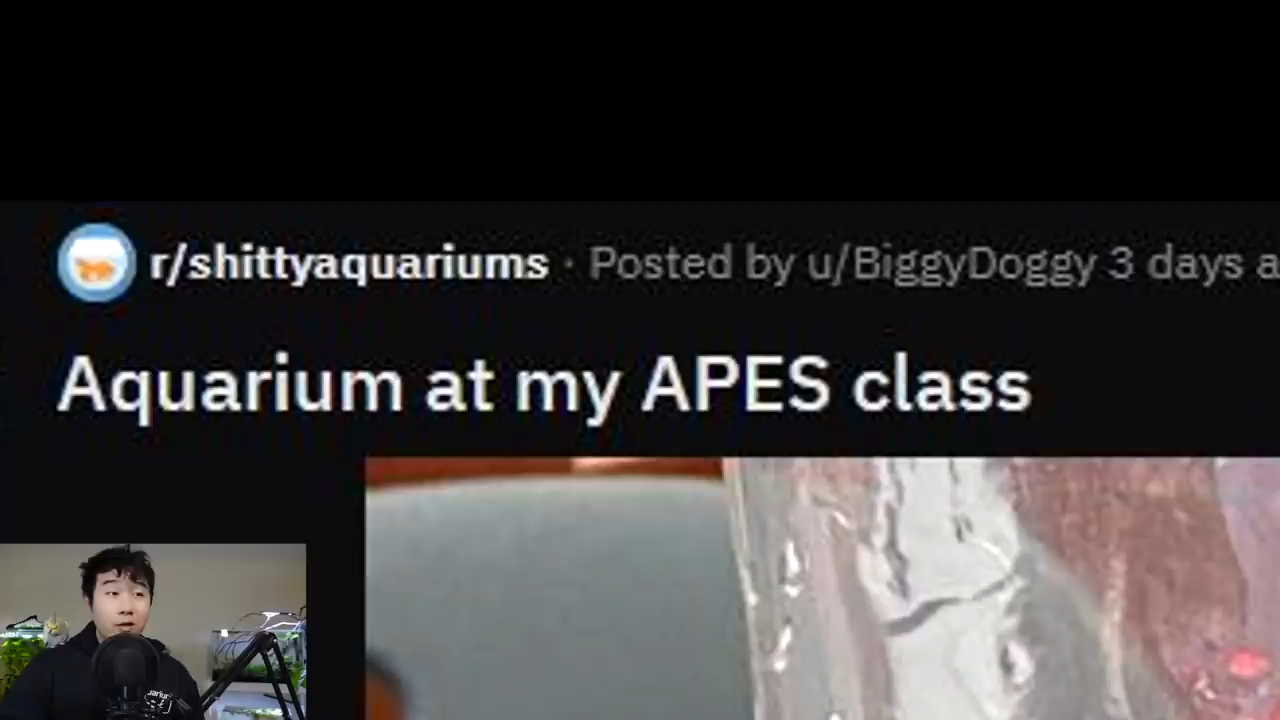 r/shittyaquariums · Posted by u/BiggyDoggy 3 days a
Aquarium at my APES class